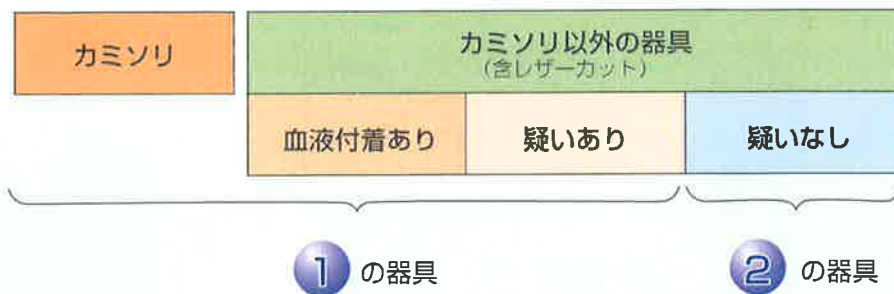 カミソリ
カミソリ以外の器具
(含レザーカット)
血液付着あり
疑いあり
疑いなし
1 の器具
2 の器具